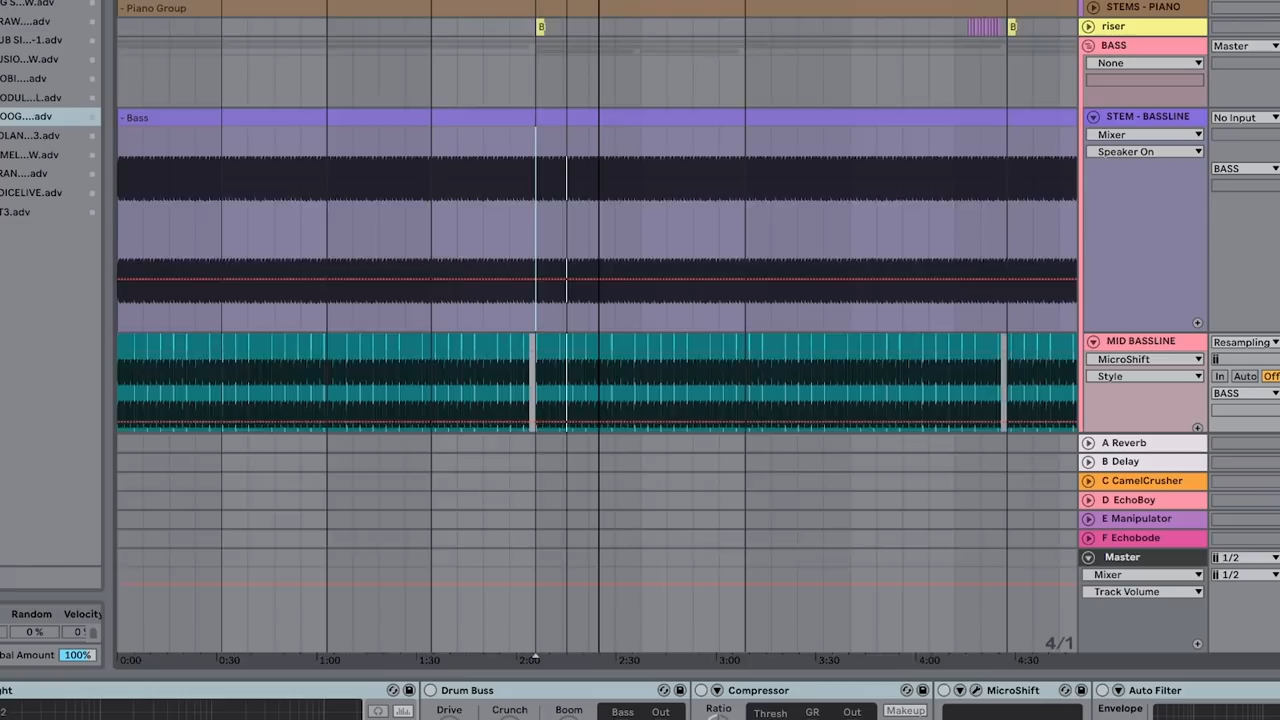 - Piano Group
STEMS - PIANO
RAW....adv
B
B
riser
UB SI...-1.adv
BASS
Master
USIO...W.adv
None
OBI....adv
ODUL...L.adv
OOG....adv
- Bass
STEM - BASSLINE
No Input
OLAN...3.adv
Mixer
MEL...W.adv
Speaker On
RAN....adv
BASS
OICELIVE.adv
T3.adv
MID BASSLINE
Resampling
MicroShift
Style
In
Auto
Off
BASS
A Reverb
B Delay
C CamelCrusher
D EchoBoy
E Manipulator
F Echobode
Master
1/2
Mixer
1/2
Track Volume
Random
Velocity
0 %
bal Amount
100%
4/1
0:00
0:30
1:00
1:30
2:00
2:30
3:00
3:30
4:00
4:30
ght
Drum Buss
Compressor
MicroShift
Auto Filter
Drive
Crunch
Boom
Bass
Out
Ratio
Thresh
GR
Out
Makeup
Envelope